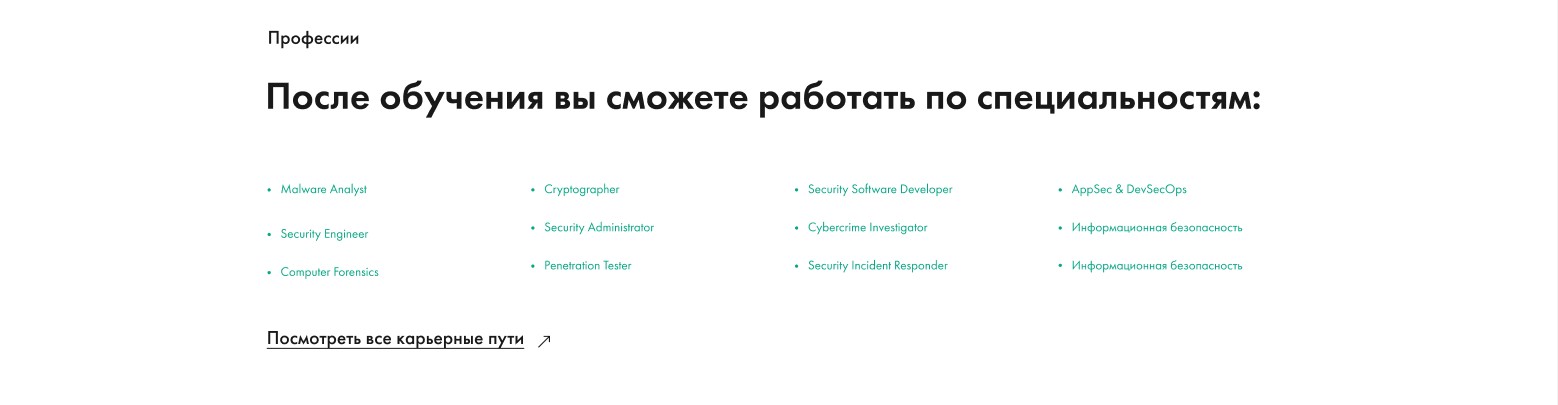 Профессии
После обучения вы сможете работать по специальностям:
• Malware Analyst
• Security Engineer
• Computer Forensics
• Cryptographer
• Security Administrator
• Penetration Tester
• Security Software Developer
• Cybercrime Investigator
• Security Incident Responder
• AppSec & DevSecOps
• Информационная безопасность
• Информационная безопасность
Посмотреть все карьерные пути